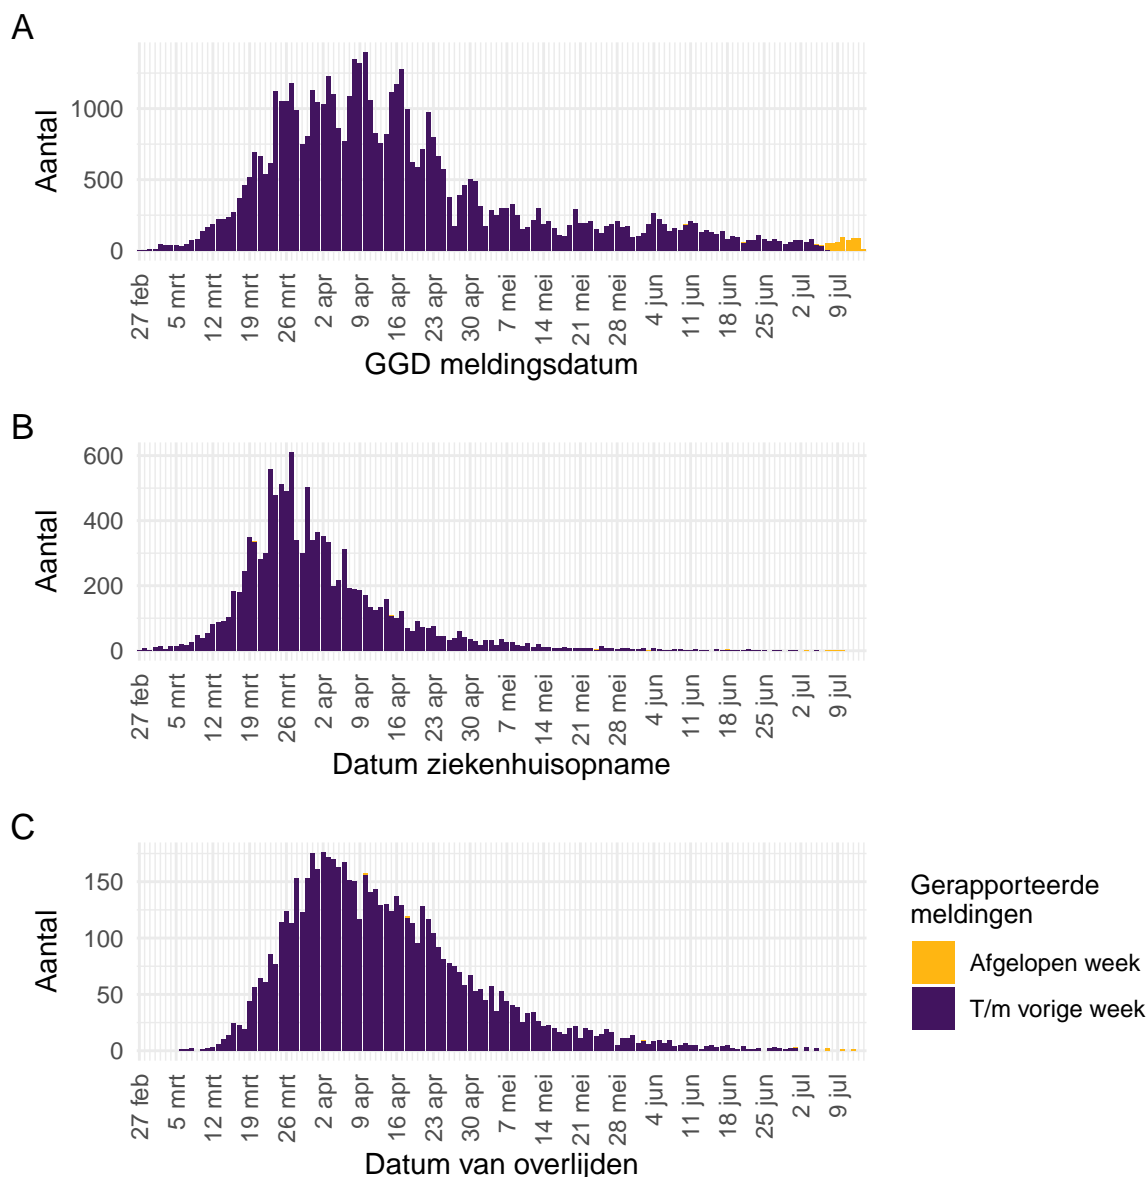 A
1000
500
0
Aantal
27 feb
5 mrt
12 mrt
19 mrt
26 mrt
2 apr
9 apr
16 apr
23 apr
30 apr
7 mei
14 mei
21 mei
28 mei
4 jun
11 jun
18 jun
25 jun
2 jul
9 jul
GGD meldingsdatum
B
600
400
200
0
Aantal
27 feb
5 mrt
12 mrt
19 mrt
26 mrt
2 apr
9 apr
16 apr
23 apr
30 apr
7 mei
14 mei
21 mei
28 mei
4 jun
11 jun
18 jun
25 jun
2 jul
9 jul
Datum ziekenhuisopname
C
150
100
50
0
Aantal
27 feb
5 mrt
12 mrt
19 mrt
26 mrt
2 apr
9 apr
16 apr
23 apr
30 apr
7 mei
14 mei
21 mei
28 mei
4 jun
11 jun
18 jun
25 jun
2 jul
9 jul
Datum van overlijden
Gerapporteerde
meldingen
Afgelopen week
T/m vorige week